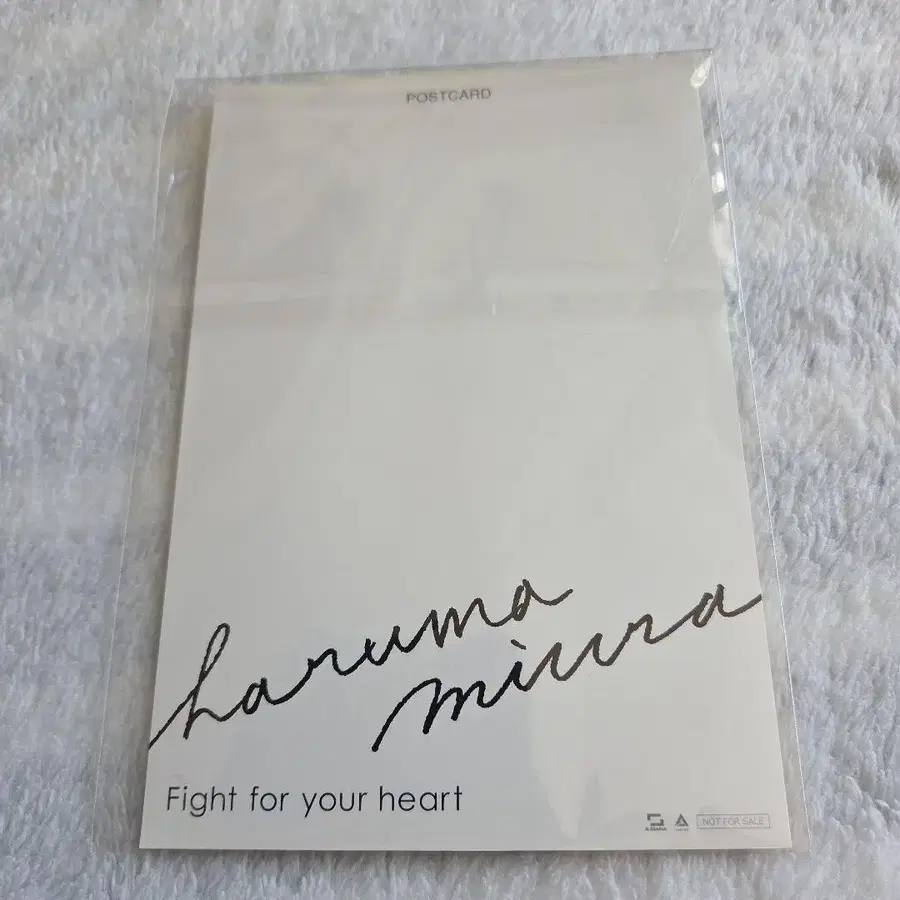 POSTCARD
haruma
miura
Fight for your heart
NOT FOR SALE